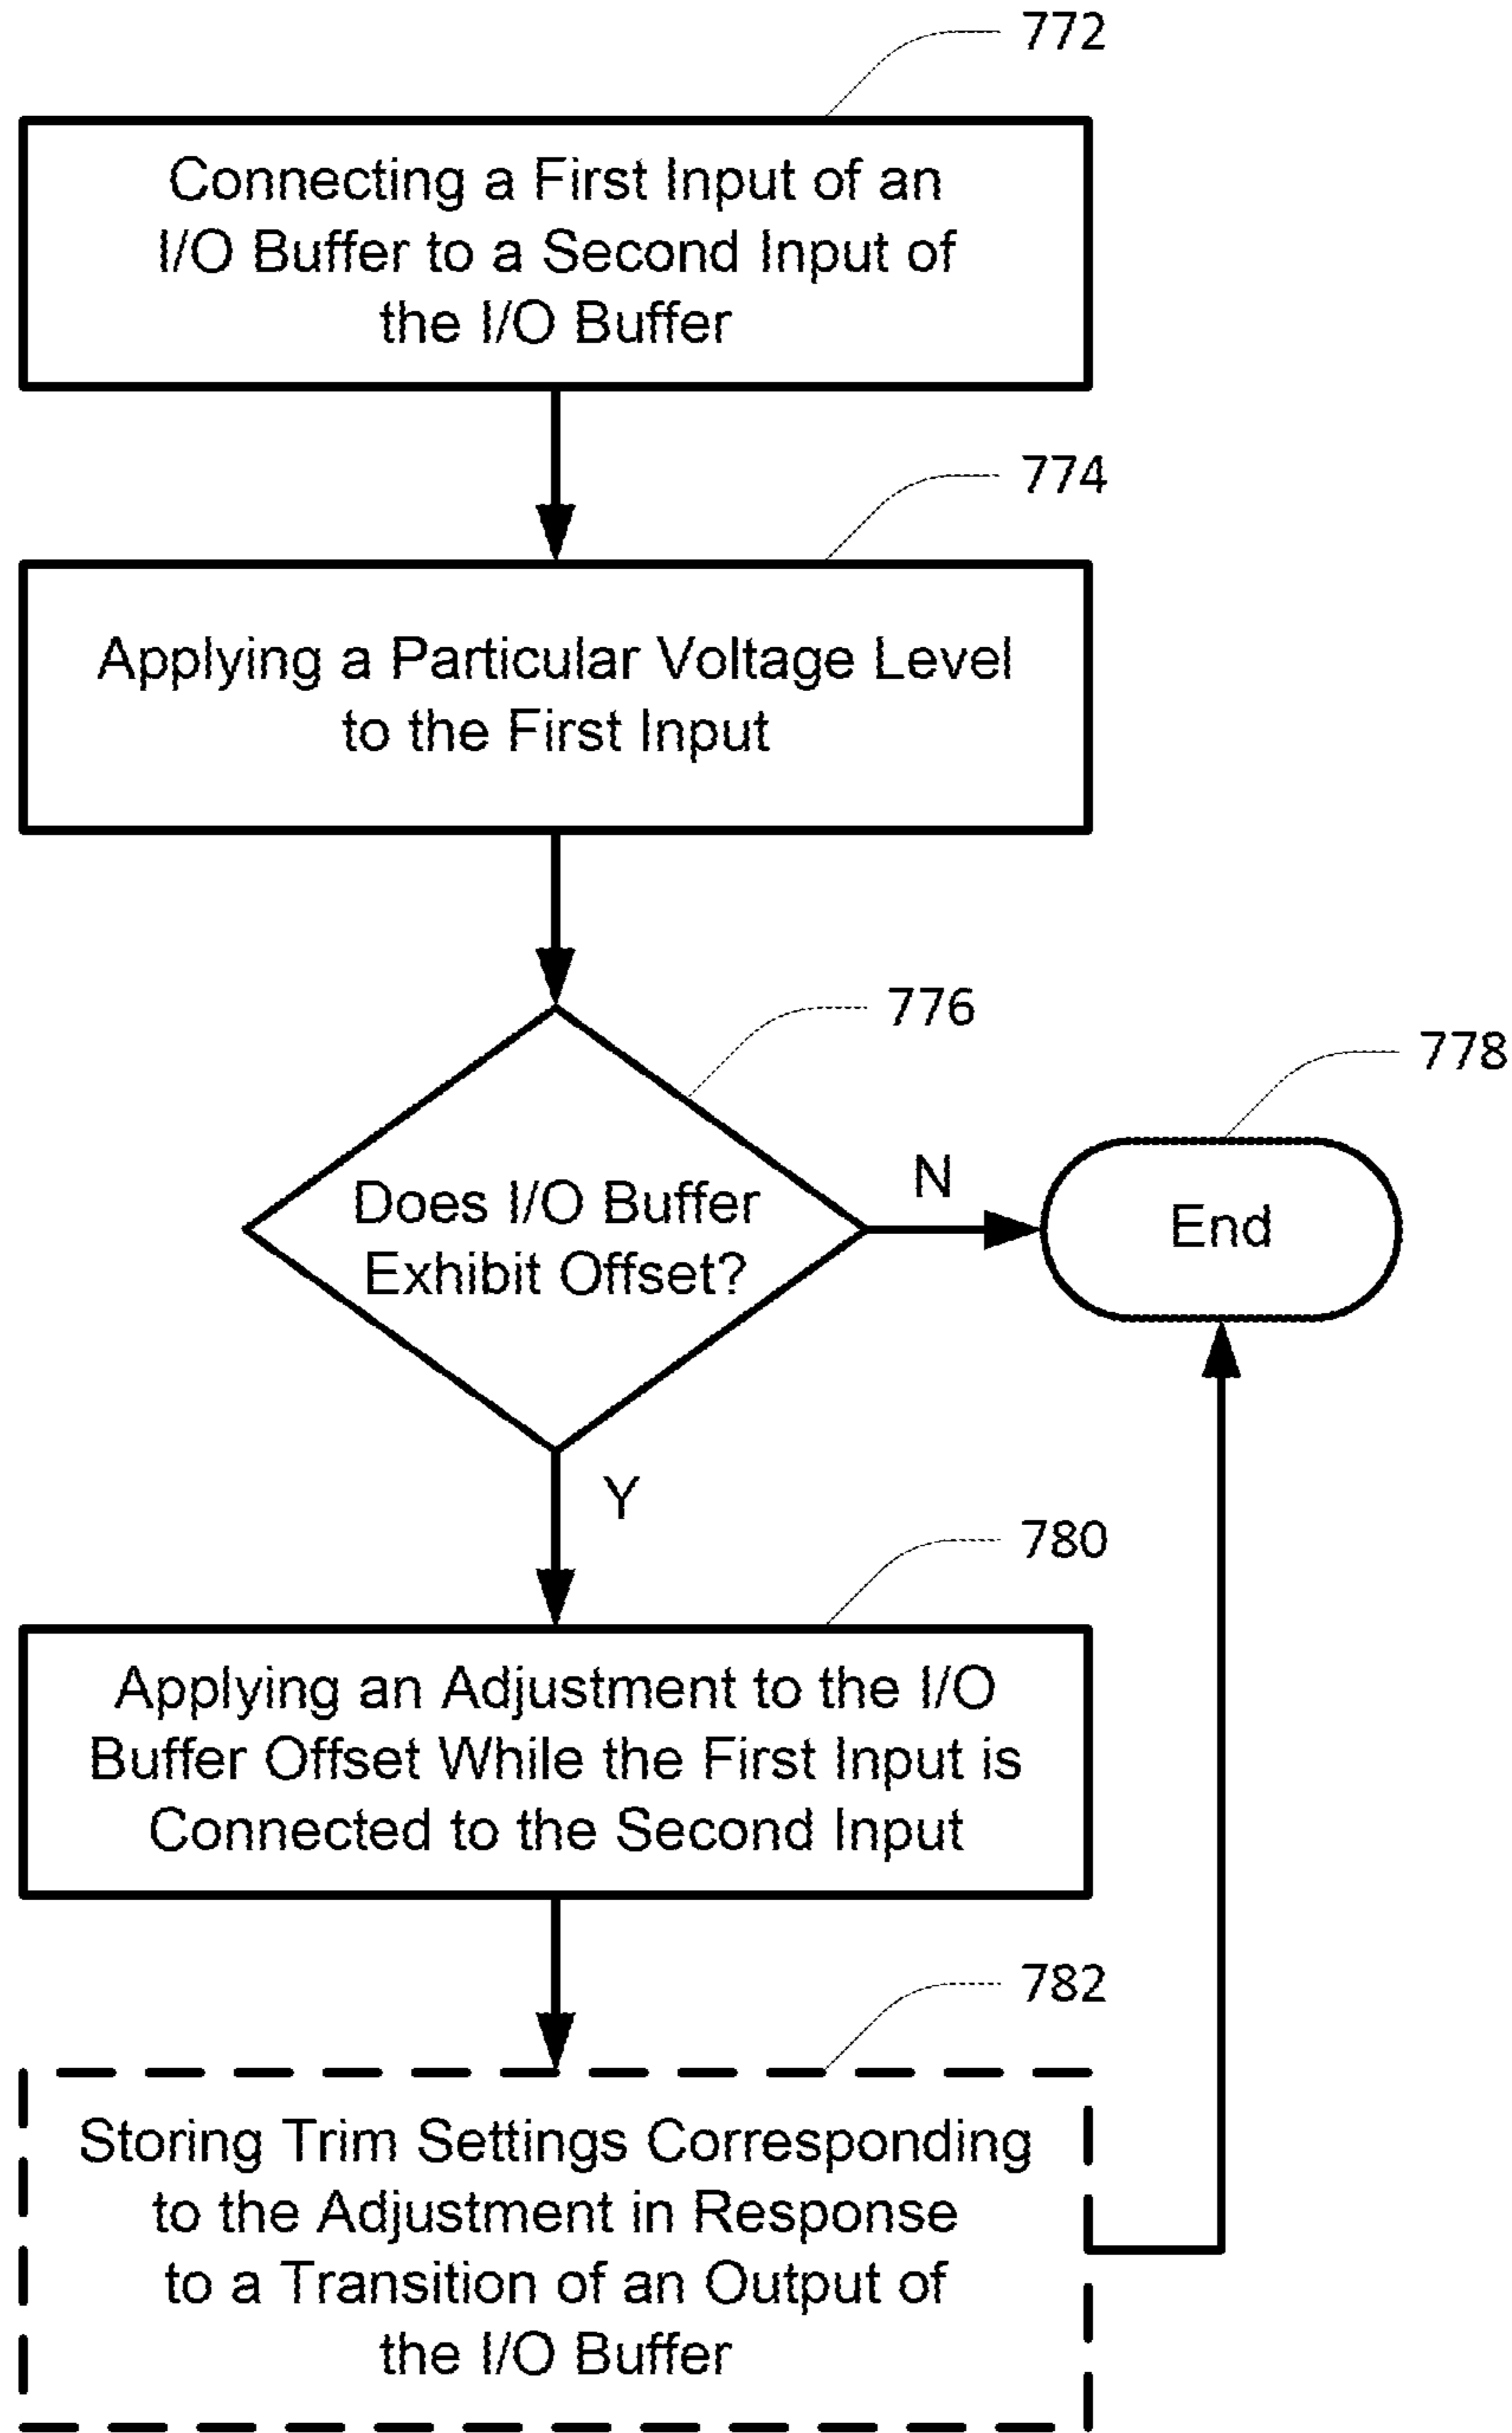 772
Connecting a First Input of an
I/O Buffer to a Second Input of
the I/O Buffer
774
Applying a Particular Voltage Level
to the First Input
776
778
Does I/O Buffer
Exhibit Offset?
N
End
Y
780
Applying an Adjustment to the I/O
Buffer Offset While the First Input is
Connected to the Second Input
782
Storing Trim Settings Corresponding
to the Adjustment in Response
to a Transition of an Output of
the I/O Buffer